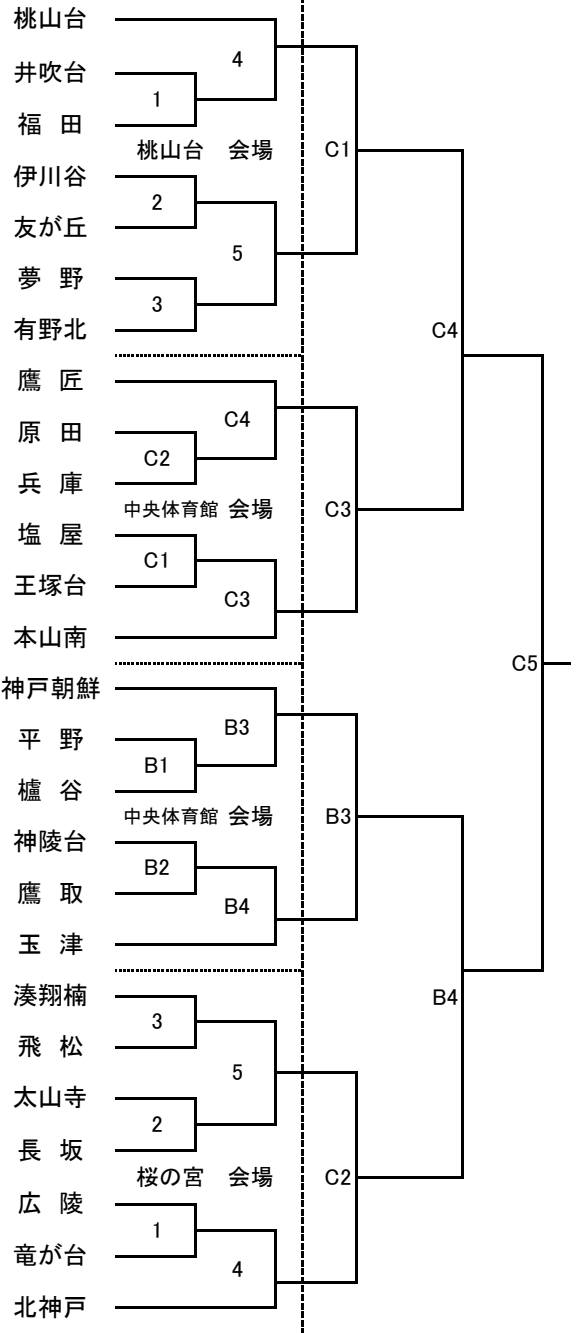 桃山台
4
井吹台
1
福　田
桃山台　会場
C1
伊川谷
2
友が丘
5
夢　野
3
有野北
C4
鷹　匠
C4
原　田
C2
兵　庫
中央体育館 会場
C3
塩　屋
C1
王塚台
C3
本山南
C5
神戸朝鮮
B3
平　野
B1
櫨　谷
中央体育館 会場
B3
神陵台
B2
鷹　取
B4
玉　津
湊翔楠
B4
3
飛　松
5
太山寺
2
長　坂
桜の宮　会場
C2
広　陵
1
竜が台
4
北神戸